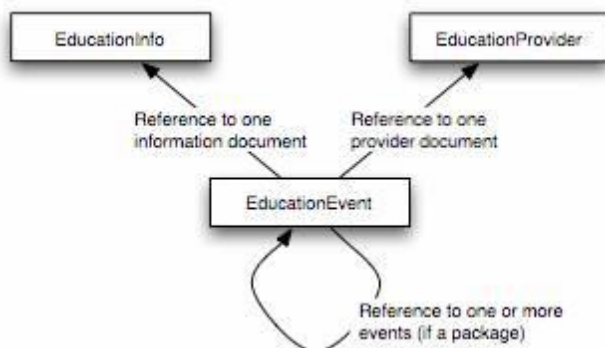 EducationInfo
EducationProvider
Reference to one
information document
Reference to one
provider document
EducationEvent
Reference to one or more
events (if a package)